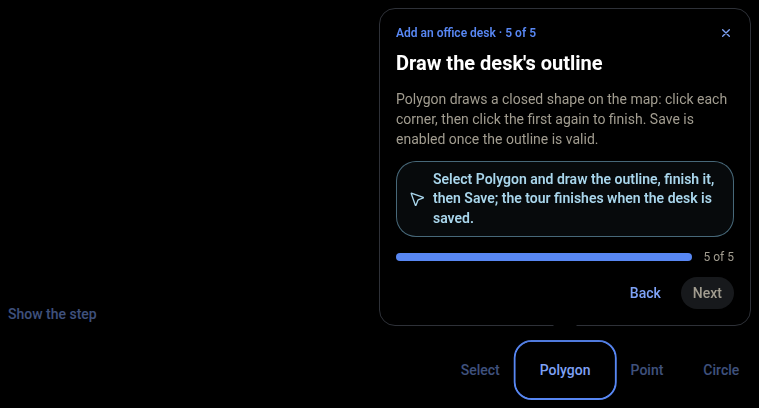 Add an office desk · 5 of 5
Draw the desk's outline
Polygon draws a closed shape on the map: click each
corner, then click the first again to finish. Save is
enabled once the outline is valid.
Select Polygon and draw the outline, finish it,
then Save; the tour finishes when the desk is
saved.
5 of 5
Back Next
Show the step
Select Polygon Point Circle